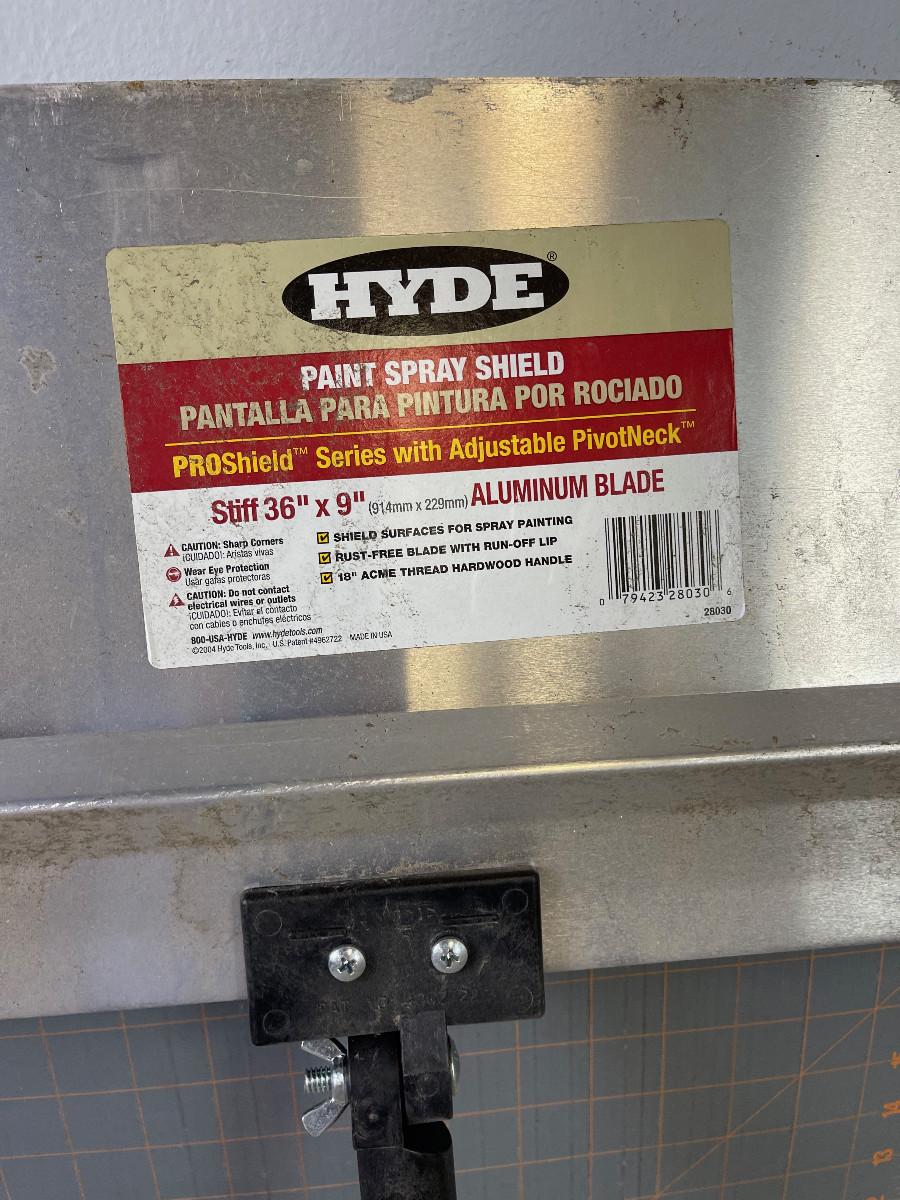 HYDE®
PAINT SPRAY SHIELD
PANTALLA PARA PINTURA POR ROCIADO
PROShield™ Series with Adjustable PivotNeck™
Stiff 36" x 9" (914mm x 229mm) ALUMINUM BLADE
CAUTION: Sharp Corners
¡CUIDADO!: Aristas vivas
Wear Eye Protection
Usar gafas protectoras
CAUTION: Do not contact
electrical wires or outlets
¡CUIDADO!: Evitar el contacto
con cables o enchufes eléctricos
SHIELD SURFACES FOR SPRAY PAINTING
RUST-FREE BLADE WITH RUN-OFF LIP
18" ACME THREAD HARDWOOD HANDLE
0 79423 28030 6
28030
800-USA-HYDE www.hydetools.com
©2004 Hyde Tools, Inc. U.S. Patent #4962722 MADE IN USA
HYDE
13 14